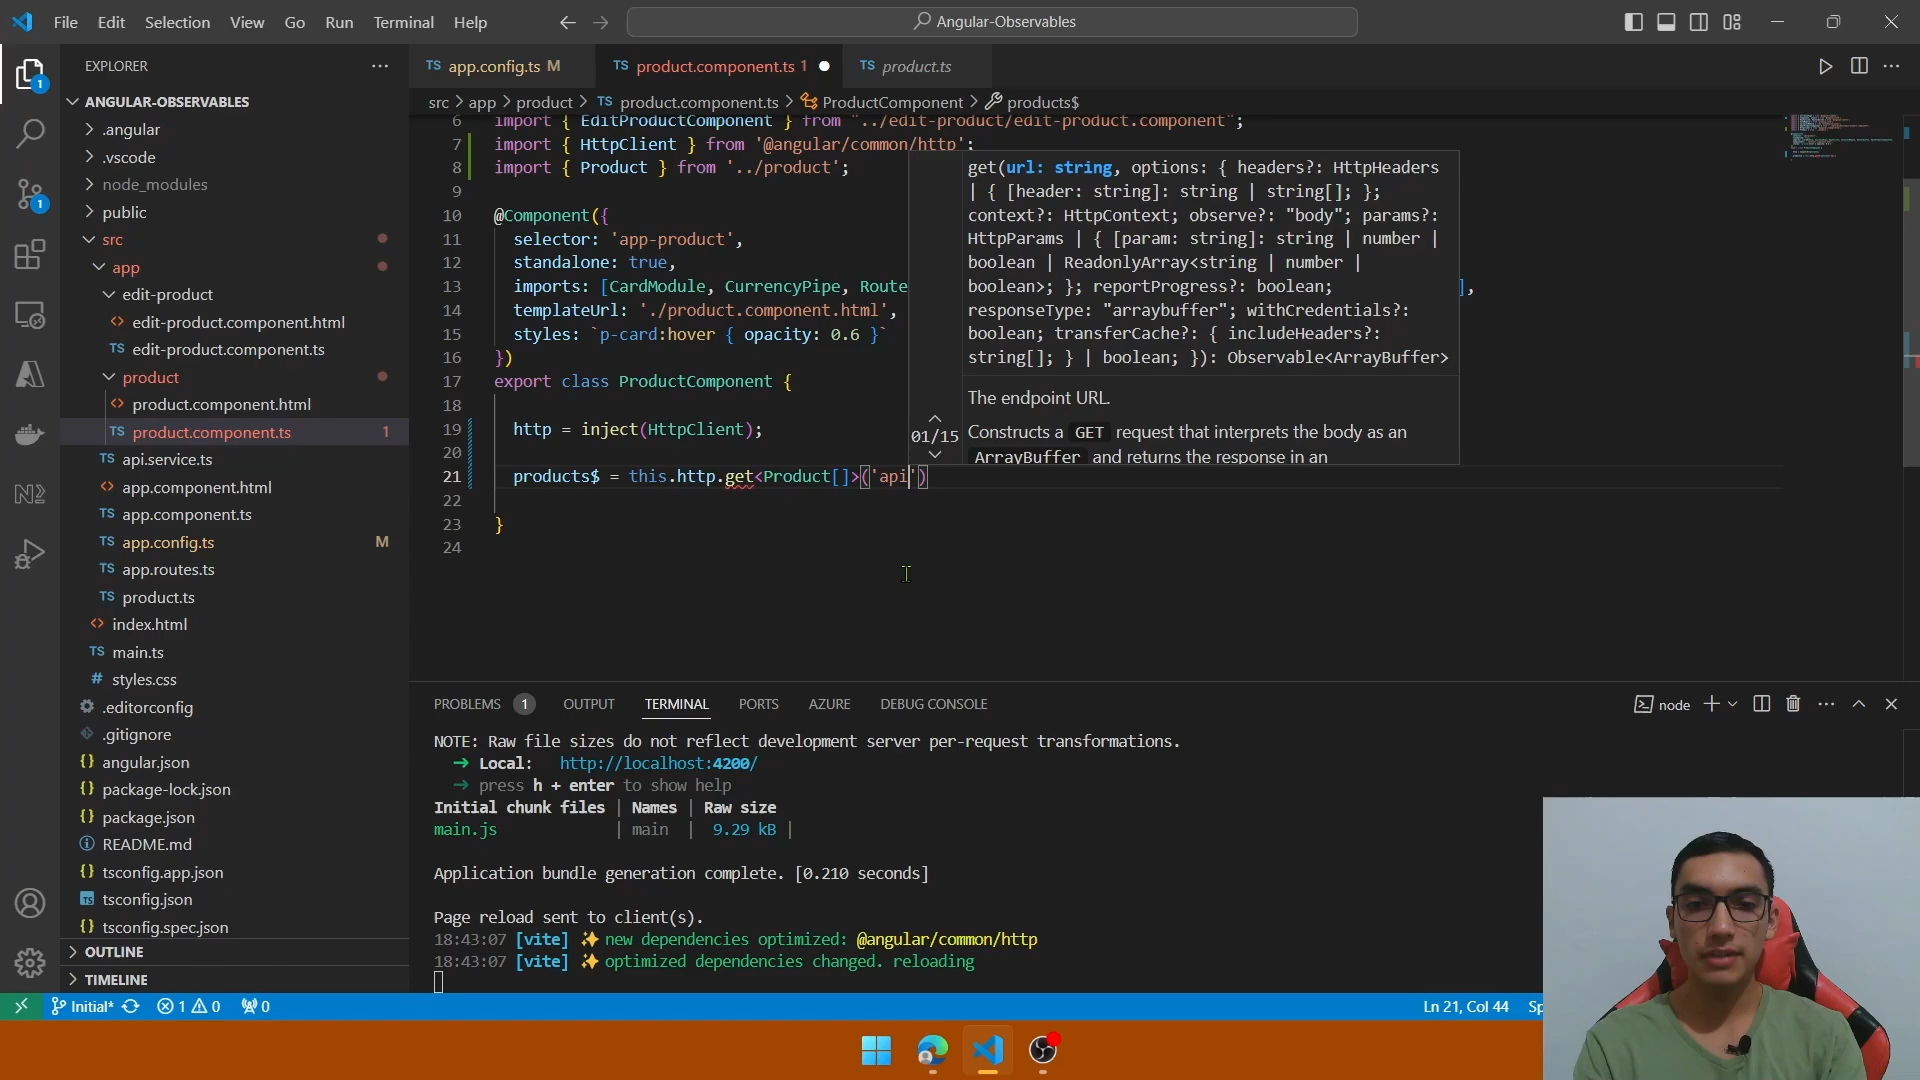 File Edit Selection View Go Run Terminal Help
Angular-Observables
EXPLORER
ANGULAR-OBSERVABLES
.angular
.vscode
node_modules
public
src
app
edit-product
edit-product.component.html
TS edit-product.component.ts
product
product.component.html
TS product.component.ts 1
TS api.service.ts
app.component.html
TS app.component.ts
TS app.config.ts M
TS app.routes.ts
TS product.ts
index.html
TS main.ts
# styles.css
.editorconfig
.gitignore
{} angular.json
{} package-lock.json
{} package.json
README.md
{} tsconfig.app.json
TS tsconfig.json
{} tsconfig.spec.json
OUTLINE
TIMELINE
1
1
TS app.config.ts M
TS product.component.ts 1
TS product.ts
src > app > product > TS product.component.ts > ProductComponent > products$
6 import { EditProductComponent } from "../edit-product/edit-product.component";
7 import { HttpClient } from '@angular/common/http';
8 import { Product } from '../product';
9
10 @Component({
11 selector: 'app-product',
12 standalone: true,
13 imports: [CardModule, CurrencyPipe, Route ],
14 templateUrl: './product.component.html',
15 styles: `p-card:hover { opacity: 0.6 }`
16 })
17 export class ProductComponent {
18
19 http = inject(HttpClient);
20
21 products$ = this.http.get<Product[]>('api')
22
23 }
24
get(url: string, options: { headers?: HttpHeaders
| { [header: string]: string | string[]; };
context?: HttpContext; observe?: "body"; params?:
HttpParams | { [param: string]: string | number |
boolean | ReadonlyArray<string | number |
boolean>; }; reportProgress?: boolean;
responseType: "arraybuffer"; withCredentials?:
boolean; transferCache?: { includeHeaders?:
string[]; } | boolean; }): Observable<ArrayBuffer>
The endpoint URL.
01/15
Constructs a GET request that interprets the body as an
ArrayBuffer and returns the response in an
PROBLEMS 1 OUTPUT TERMINAL PORTS AZURE DEBUG CONSOLE
node
NOTE: Raw file sizes do not reflect development server per-request transformations.
➜ Local: http://localhost:4200/
➜ press h + enter to show help
Initial chunk files | Names | Raw size
main.js | main | 9.29 kB |
Application bundle generation complete. [0.210 seconds]
Page reload sent to client(s).
18:43:07 [vite] ✨ new dependencies optimized: @angular/common/http
18:43:07 [vite] ✨ optimized dependencies changed. reloading
Initial* 1 0 0
Ln 21, Col 44 Sp